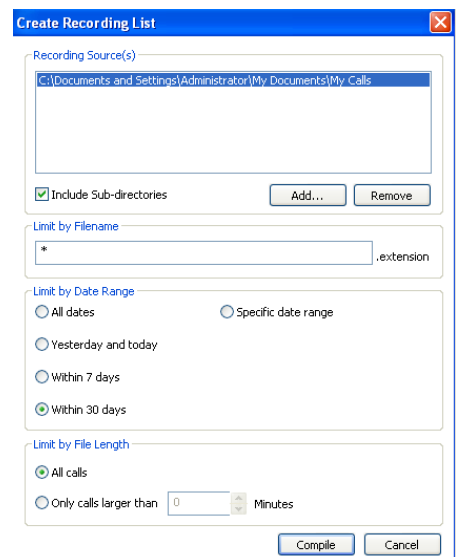 Create Recording List
Recording Source(s)
C:\Documents and Settings\Administrator\My Documents\My Calls
Include Sub-directories
Add...
Remove
Limit by Filename
*
.extension
Limit by Date Range
All dates
Specific date range
Yesterday and today
Within 7 days
Within 30 days
Limit by File Length
All calls
Only calls larger than 0 Minutes
Compile
Cancel